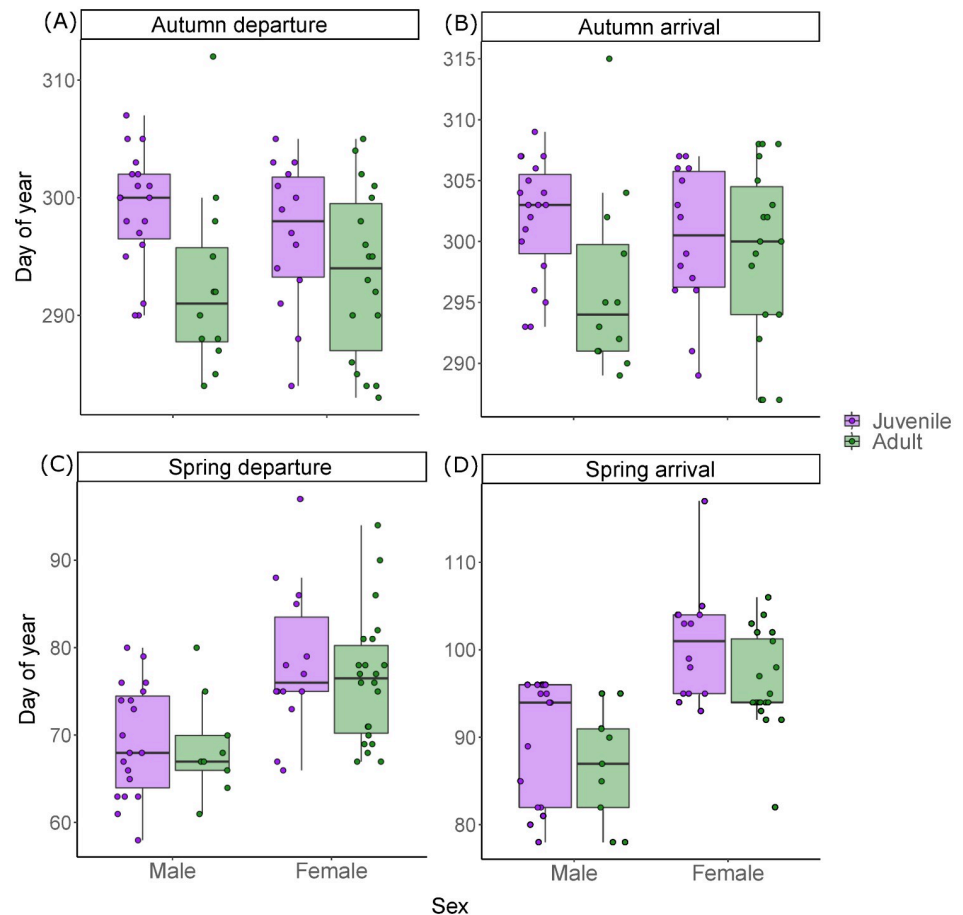 (A) Autumn departure
(B) Autumn arrival
Day of year
310
300
290
315
310
305
300
295
290
Juvenile
Adult
(C) Spring departure
(D) Spring arrival
Day of year
90
80
70
60
110
100
90
80
Male
Female
Male
Female
Sex